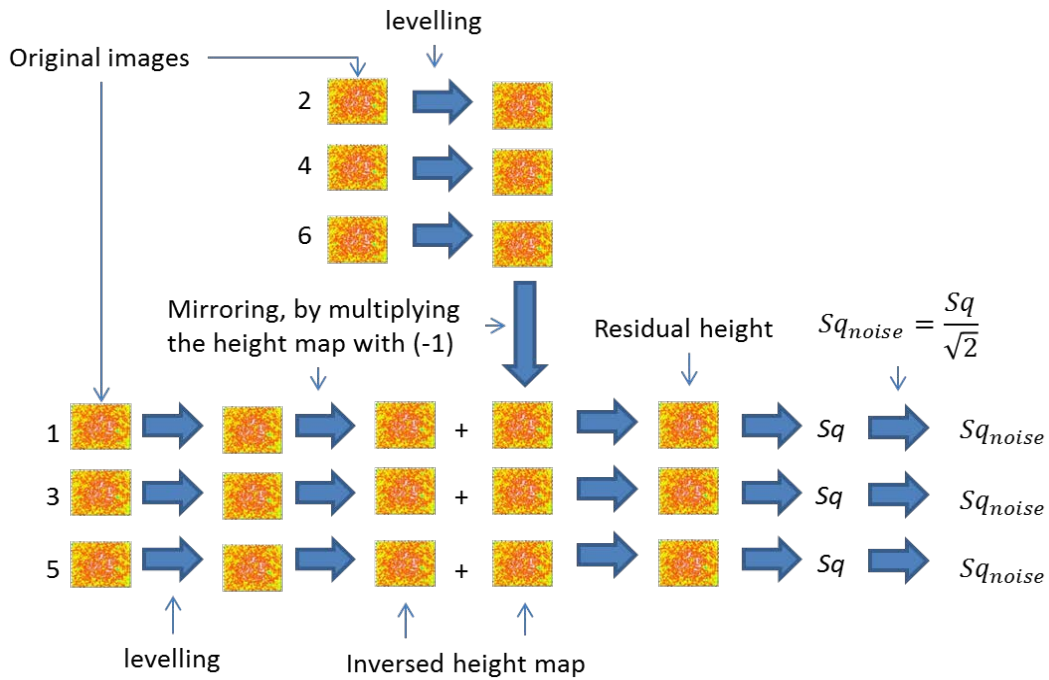 levelling
Original images
2
4
6
Mirroring, by multiplying
the height map with (-1)
Residual height
Sq_noise = Sq/√2
1 + Sq Sq_noise
3 + Sq Sq_noise
5 + Sq Sq_noise
levelling
Inversed height map